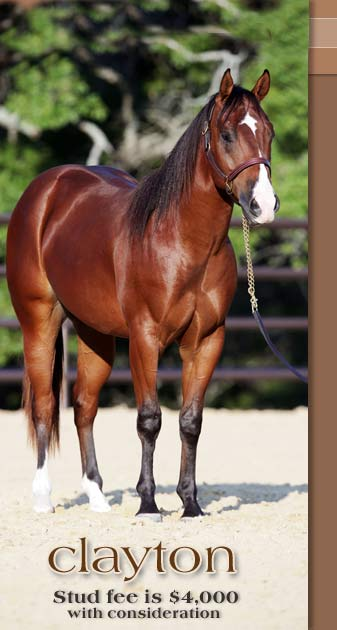 clayton
Stud fee is $4,000
with consideration